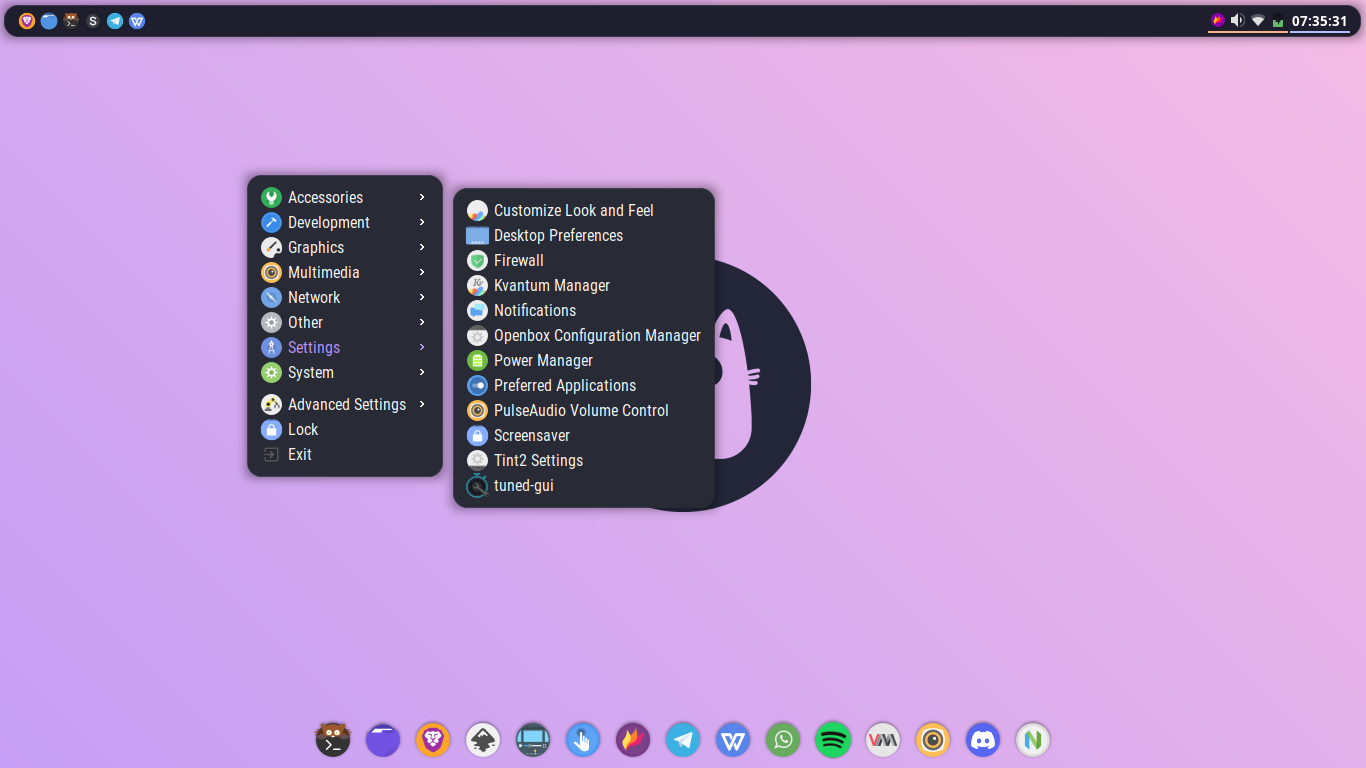 S
07:35:31
Accessories
Development
Graphics
Multimedia
Network
Other
Settings
System
Advanced Settings
Lock
Exit
Customize Look and Feel
Desktop Preferences
Firewall
Kvantum Manager
Notifications
Openbox Configuration Manager
Power Manager
Preferred Applications
PulseAudio Volume Control
Screensaver
Tint2 Settings
tuned-gui